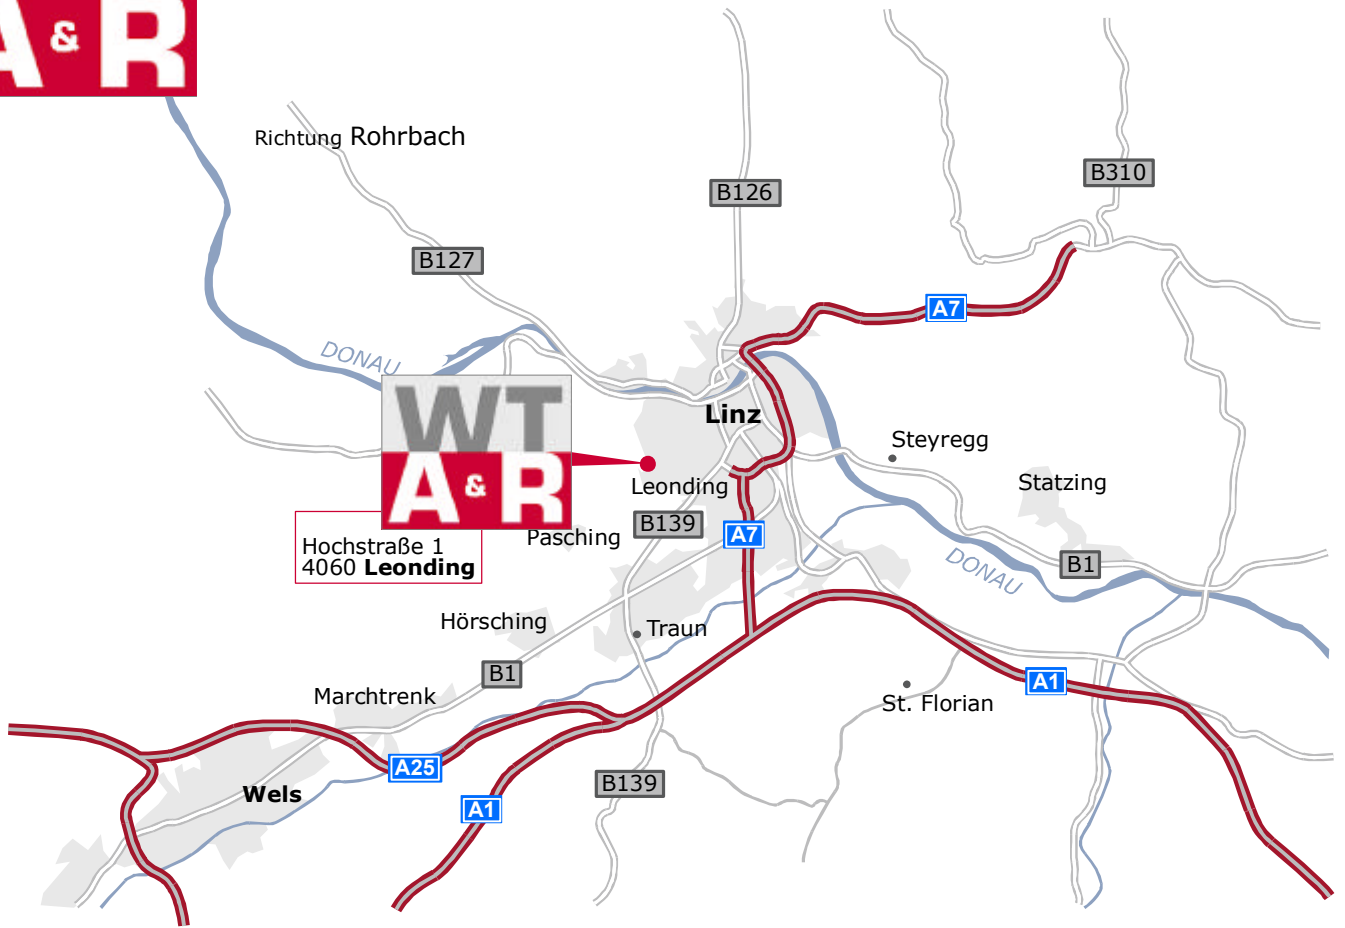 A & R
Richtung Rohrbach
B310
B126
B127
A7
DONAU
WT
A & R
Linz
Steyregg
Statzing
Leonding
B139
A7
Pasching
Hochstraße 1
4060 Leonding
DONAU
B1
Hörsching
Traun
B1
A1
Marchtrenk
St. Florian
A25
B139
Wels
A1